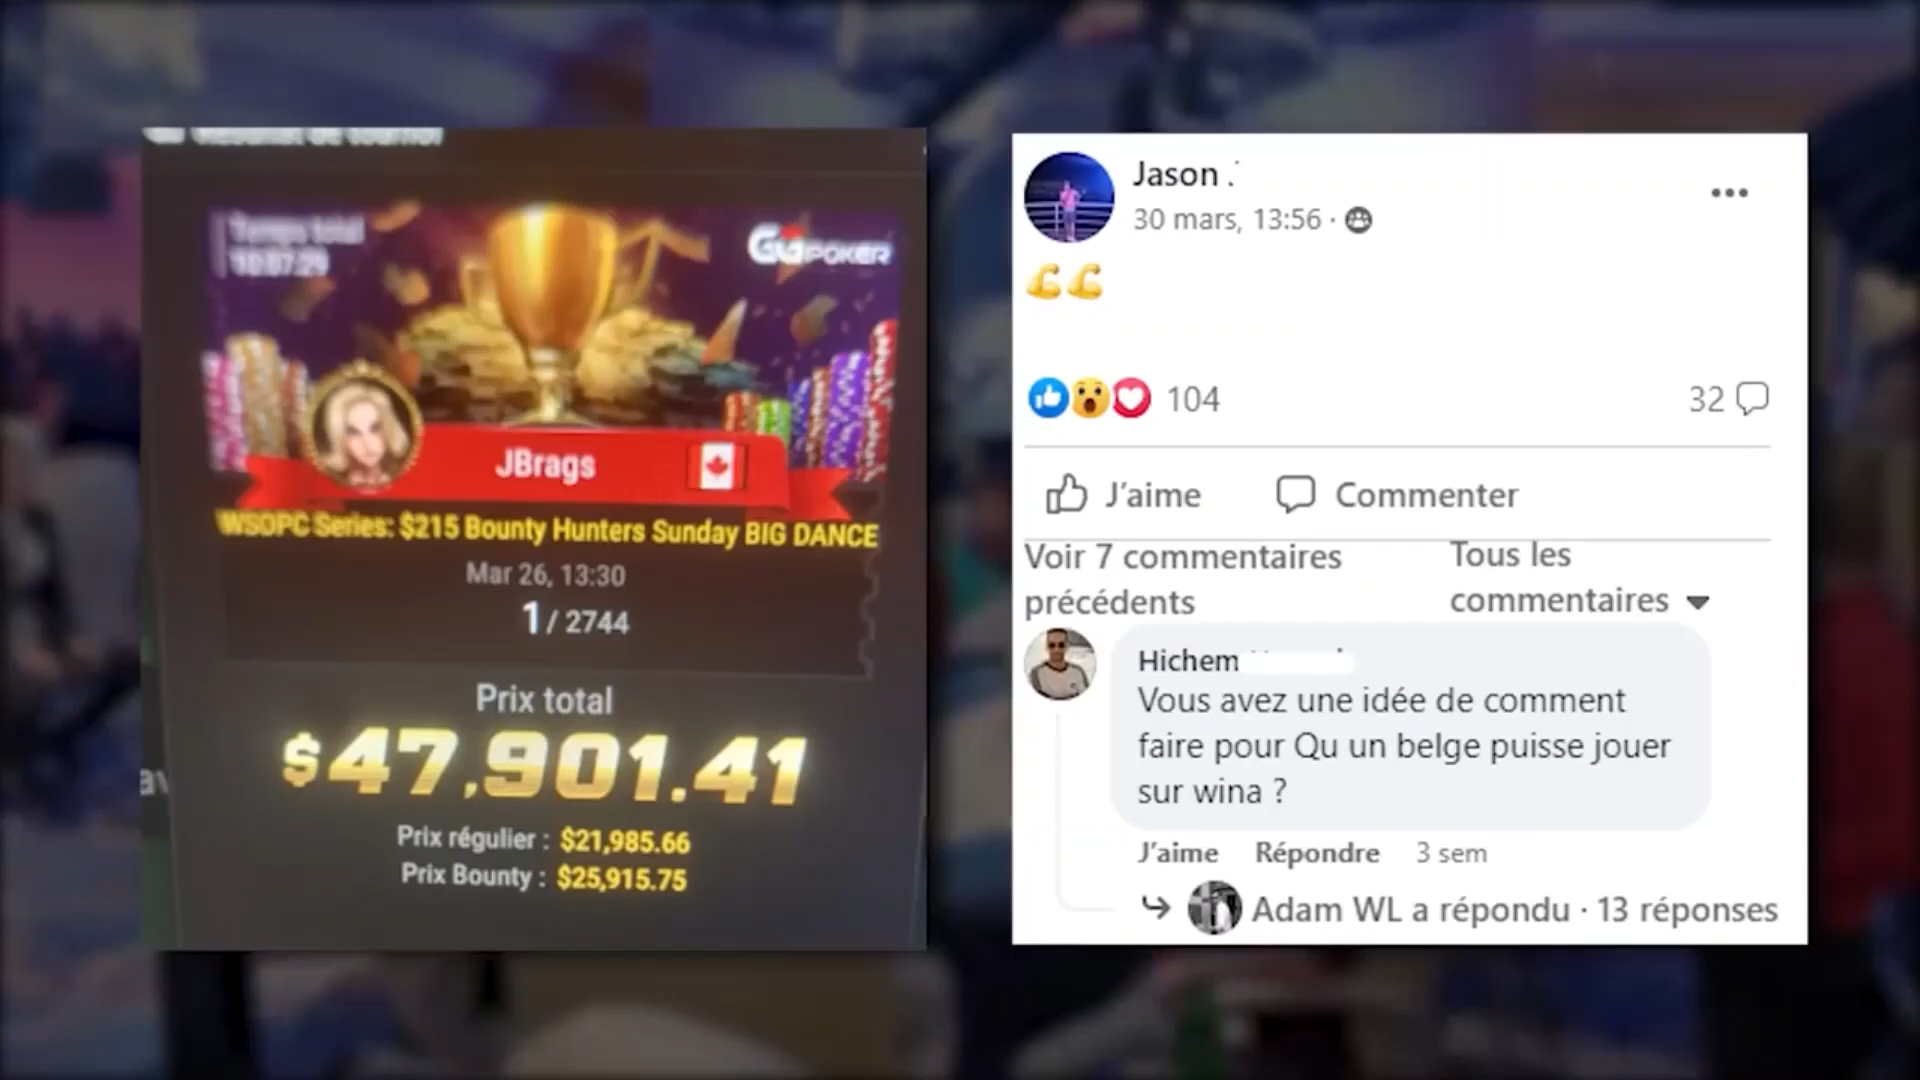 Résultat de tournoi
Temps total
10:07:29
GGPOKER
JBrags
WSOPC Series: $215 Bounty Hunters Sunday BIG DANCE
Mar 26, 13:30
1 / 2744
Prix total
$47,901.41
Prix régulier : $21,985.66
Prix Bounty : $25,915.75
Jason
30 mars, 13:56 ·
104
32
J’aime Commenter
Voir 7 commentaires précédents
Tous les commentaires
Hichem
Vous avez une idée de comment
faire pour Qu un belge puisse jouer
sur wina ?
J’aime Répondre 3 sem
Adam WL a répondu · 13 réponses